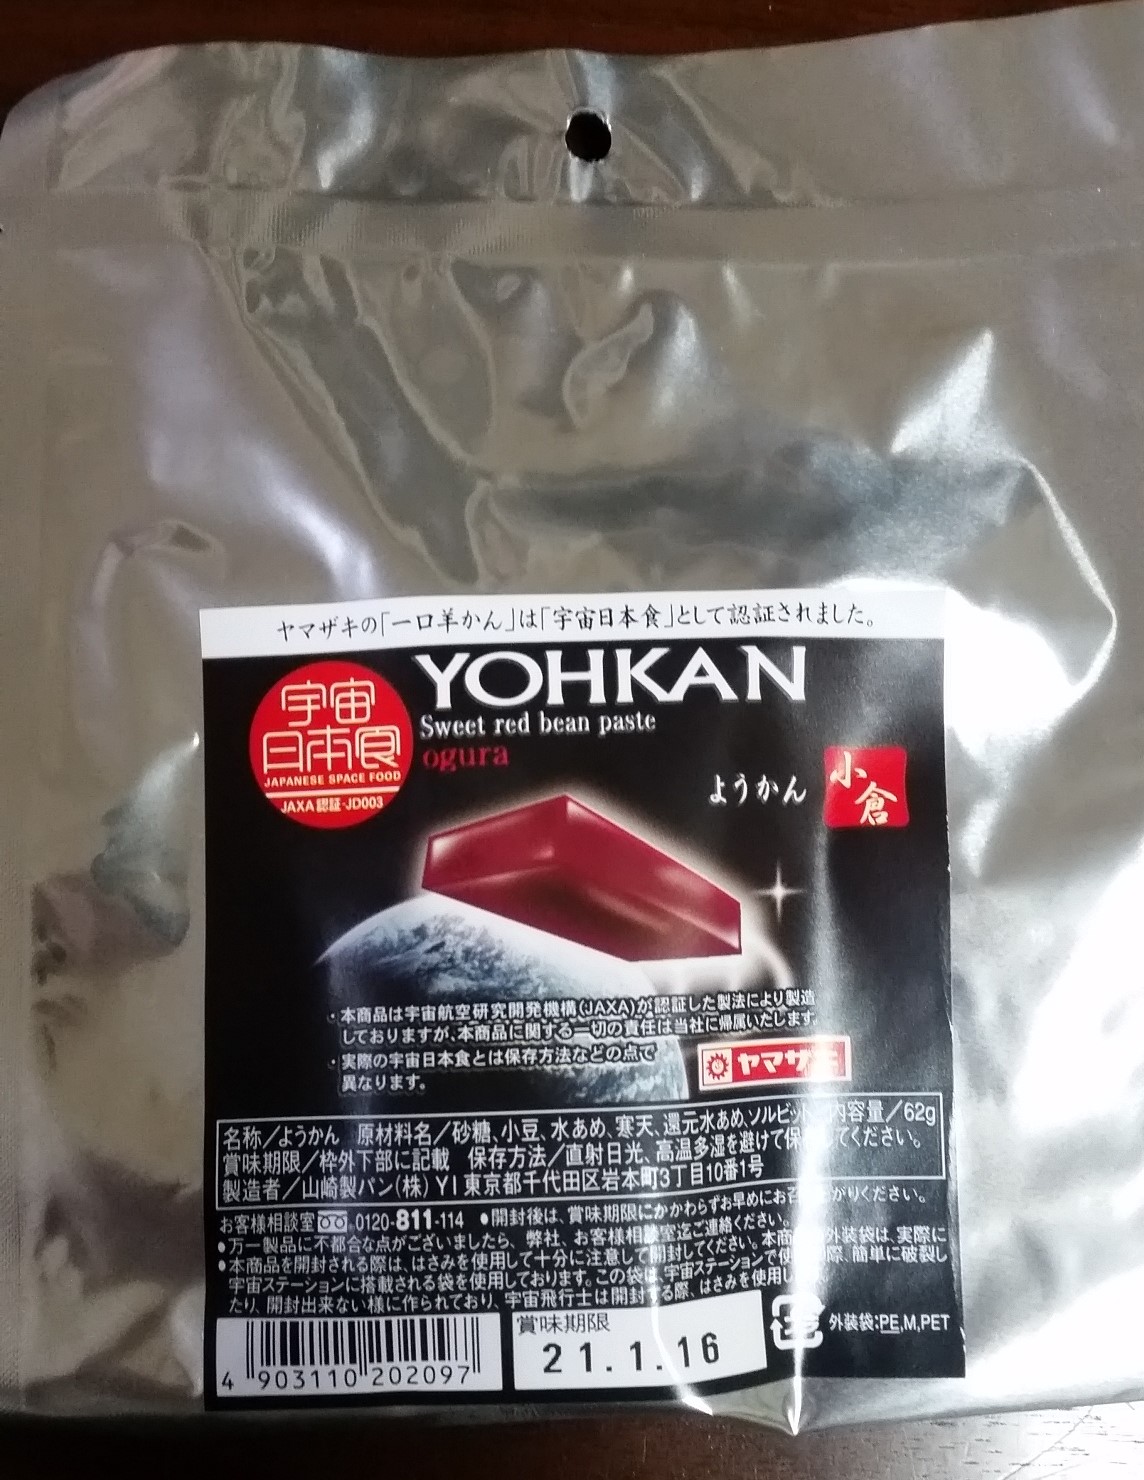 ヤマザキの「一口羊かん」は「宇宙日本食」として認証されました。
宇宙
日本食
JAPANESE SPACE FOOD
JAXA認証-JD003
YOHKAN
Sweet red bean paste
ogura
ようかん
小倉
・本商品は宇宙航空研究開発機構(JAXA)が認証した製法により製造
しておりますが、本商品に関する一切の責任は当社に帰属いたします。
・実際の宇宙日本食とは保存方法などの点で
異なります。
ヤマザキ
名称/ようかん 原材料名/砂糖、小豆、水あめ、寒天、還元水あめ、ソルビット 内容量/62g
賞味期限/枠外下部に記載 保存方法/直射日光、高温多湿を避けて保 してください。
製造者/山崎製パン(株) YI 東京都千代田区岩本町3丁目10番1号
お客様相談室 0120-811-114 ●開封後は、賞味期限にかかわらずお早めにお召 がりください。
●万一製品に不都合な点がございましたら、弊社、お客様相談室迄ご連絡ください。
●本商品を開封される際は、はさみを使用して十分に注意して開封してください。本商 外装袋は、実際に
宇宙ステーションに搭載される袋を使用しております。この袋は、宇宙ステーションで使 際、簡単に破裂し
たり、開封出来ない様に作られており、宇宙飛行士は開封する際、はさみを使用し
4 903110 202097
賞味期限
21.1.16
外装袋:PE,M,PET